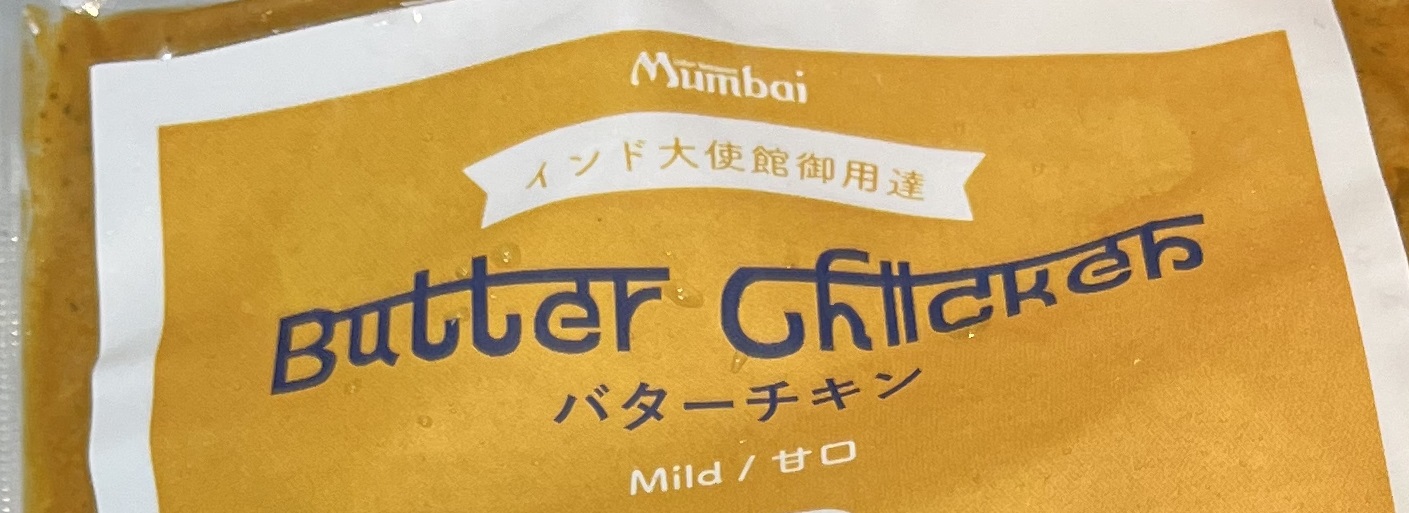 Mumbai
インド大使館御用達
Butter Chiicken
バターチキン
Mild / 甘口